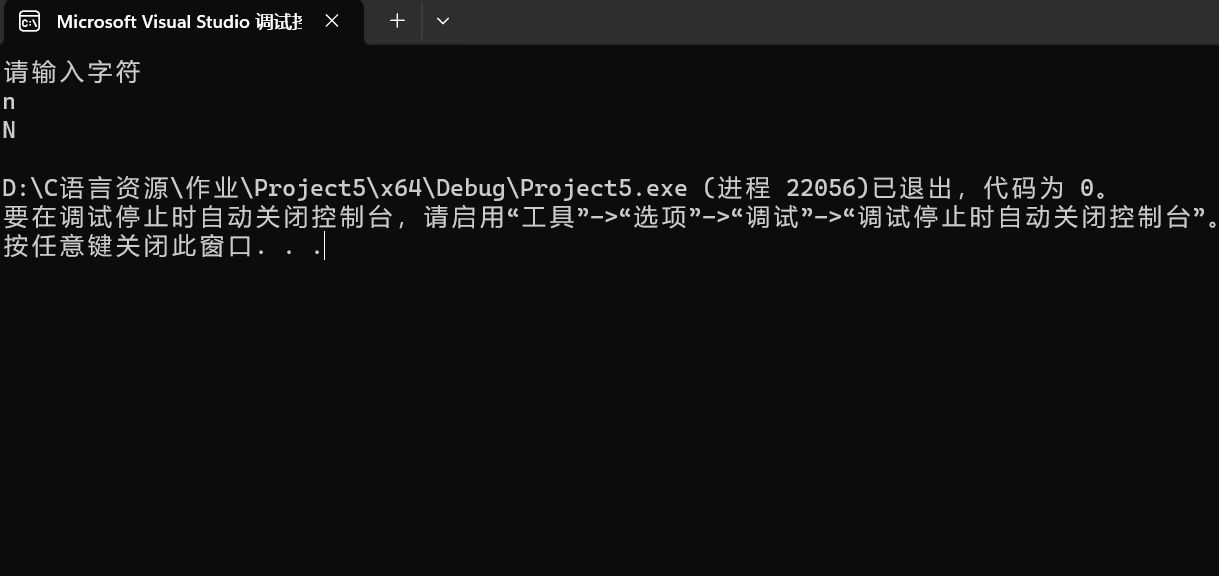 Microsoft Visual Studio 调试
请输入字符
n
N
D:\C语言资源\作业\Project5\x64\Debug\Project5.exe (进程 22056)已退出，代码为 0。
要在调试停止时自动关闭控制台，请启用“工具”->“选项”->“调试”->“调试停止时自动关闭控制台”。
按任意键关闭此窗口. . .